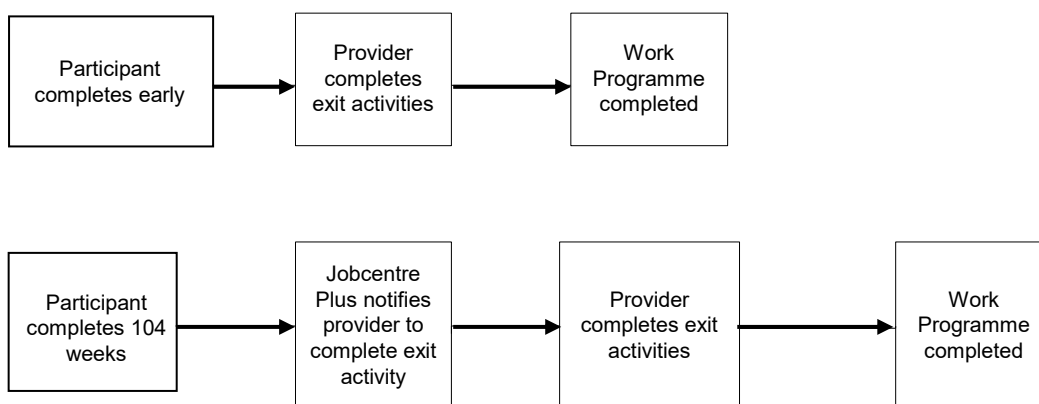 Participant
completes early
Provider
completes
exit activities
Work
Programme
completed
Participant
completes 104
weeks
Jobcentre
Plus notifies
provider to
complete exit
activity
Provider
completes exit
activities
Work
Programme
completed